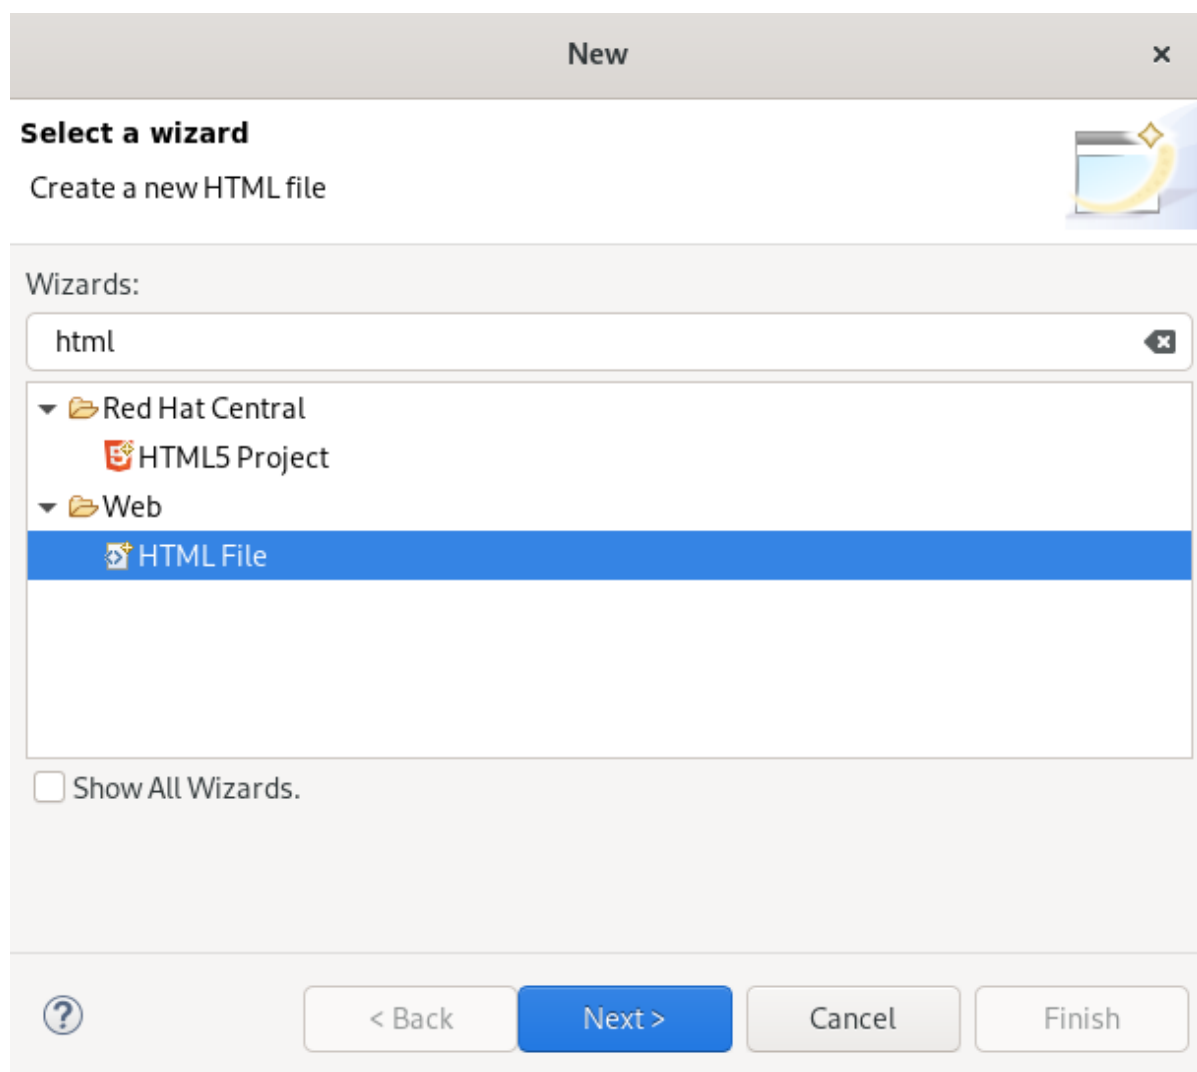 New
Select a wizard
Create a new HTML file
Wizards:
html
Red Hat Central
HTML5 Project
Web
HTML File
Show All Wizards.
< Back Next > Cancel Finish